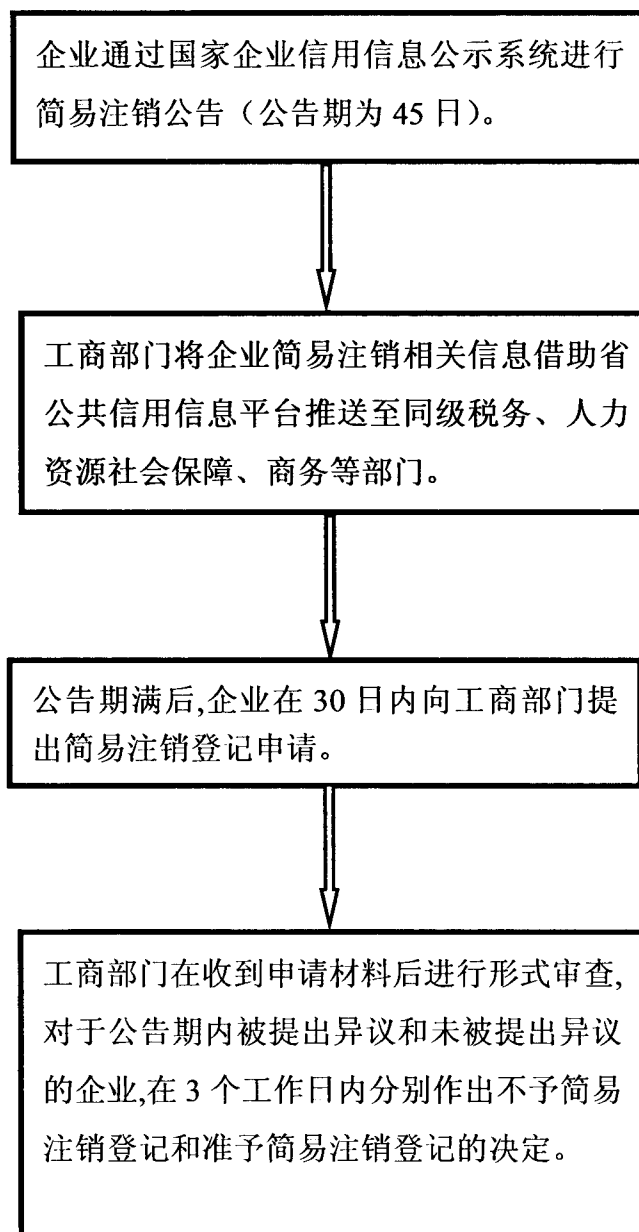 企业通过国家企业信用信息公示系统进行
简易注销公告（公告期为 45 日）。
工商部门将企业简易注销相关信息借助省
公共信用信息平台推送至同级税务、人力
资源社会保障、商务等部门。
公告期满后,企业在 30 日内向工商部门提
出简易注销登记申请。
工商部门在收到申请材料后进行形式审查,
对于公告期内被提出异议和未被提出异议
的企业,在 3 个工作日内分别作出不予简易
注销登记和准予简易注销登记的决定。